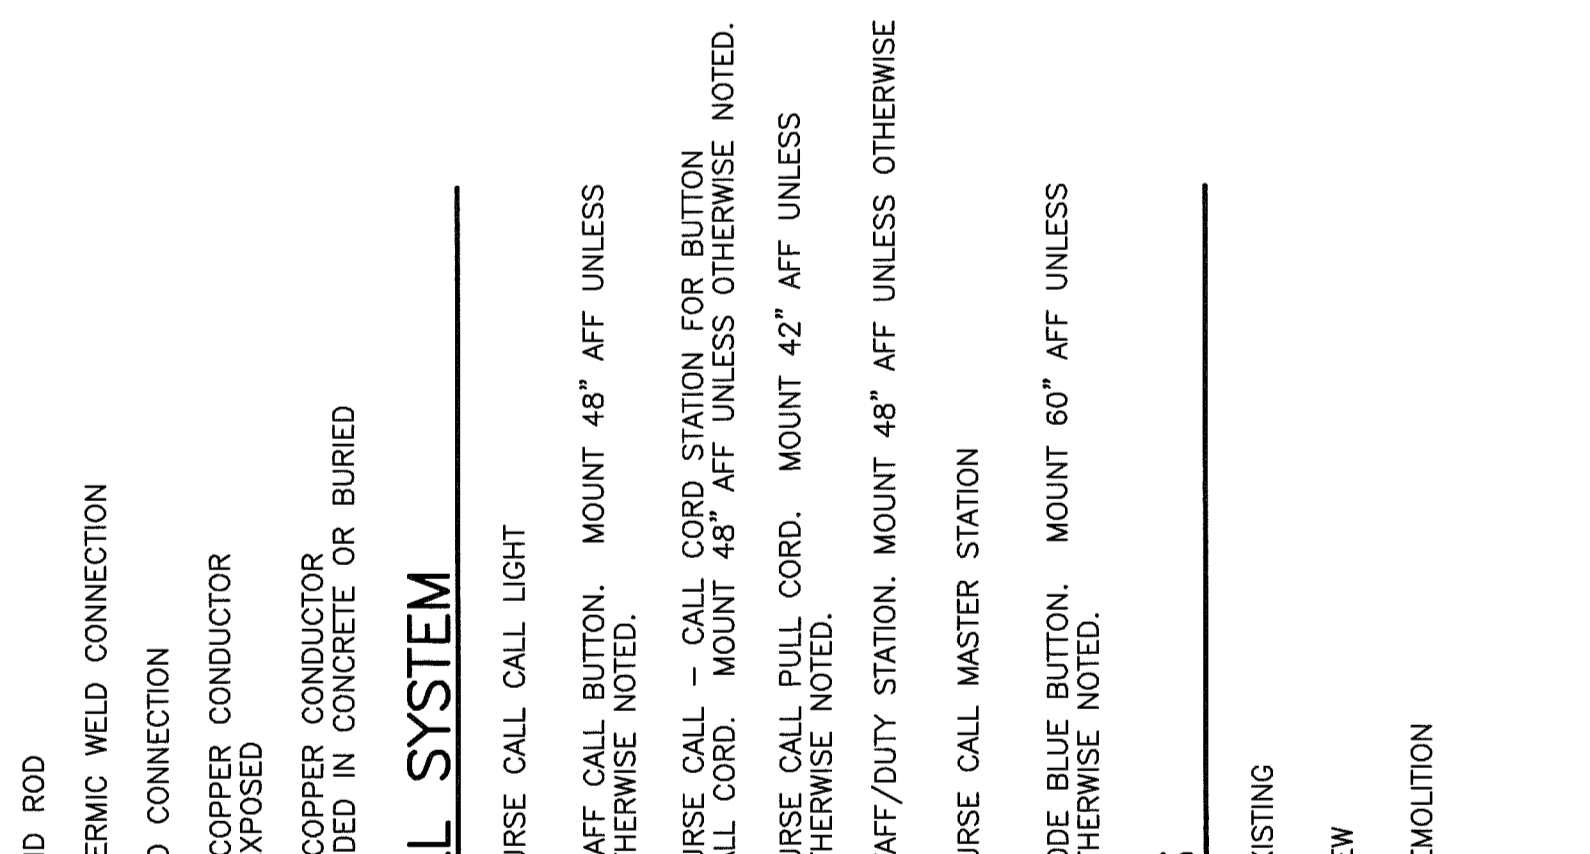 ND ROD
ERMIC WELD CONNECTION
D CONNECTION
COPPER CONDUCTOR
XPOSED
COPPER CONDUCTOR
DED IN CONCRETE OR BURIED
L SYSTEM
URSE CALL CALL LIGHT
AFF CALL BUTTON. MOUNT 48" AFF UNLESS
THERWISE NOTED.
URSE CALL – CALL CORD STATION FOR BUTTON
ALL CORD. MOUNT 48" AFF UNLESS OTHERWISE NOTED.
URSE CALL PULL CORD. MOUNT 42" AFF UNLESS
THERWISE NOTED.
TAFF/DUTY STATION. MOUNT 48" AFF UNLESS OTHERWISE
URSE CALL MASTER STATION
ODE BLUE BUTTON. MOUNT 60" AFF UNLESS
THERWISE NOTED.
S
XISTING
EW
EMOLITION